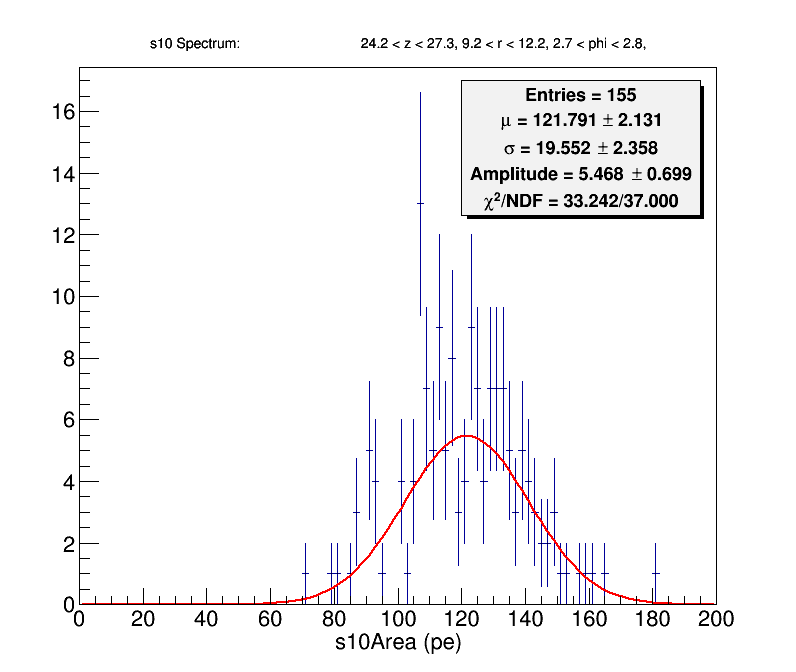 s10 Spectrum: 24.2 < z < 27.3, 9.2 < r < 12.2, 2.7 < phi < 2.8,
Entries = 155
μ = 121.791 ± 2.131
σ = 19.552 ± 2.358
Amplitude = 5.468 ± 0.699
χ²/NDF = 33.242/37.000
16
14
12
10
8
6
4
2
0
0 20 40 60 80 100 120 140 160 180 200
s10Area (pe)